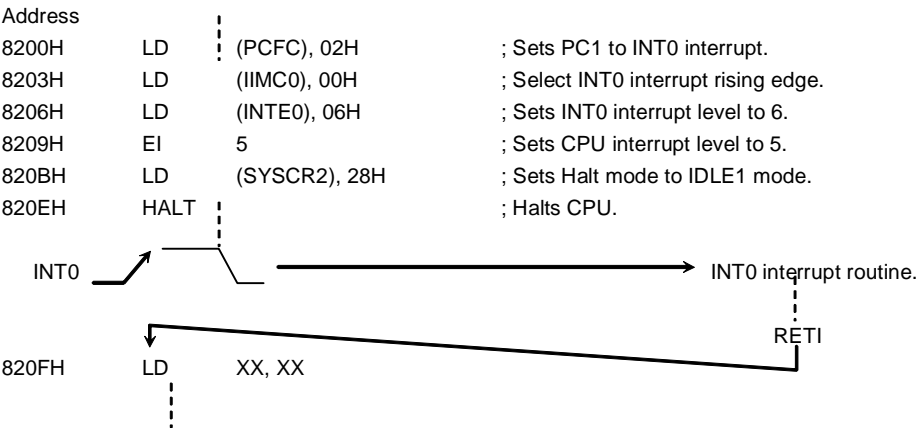 Address
8200H LD (PCFC), 02H ; Sets PC1 to INT0 interrupt.
8203H LD (IIMC0), 00H ; Select INT0 interrupt rising edge.
8206H LD (INTE0), 06H ; Sets INT0 interrupt level to 6.
8209H EI 5 ; Sets CPU interrupt level to 5.
820BH LD (SYSCR2), 28H ; Sets Halt mode to IDLE1 mode.
820EH HALT ; Halts CPU.
INT0 INT0 interrupt routine.
RETI
820FH LD XX, XX